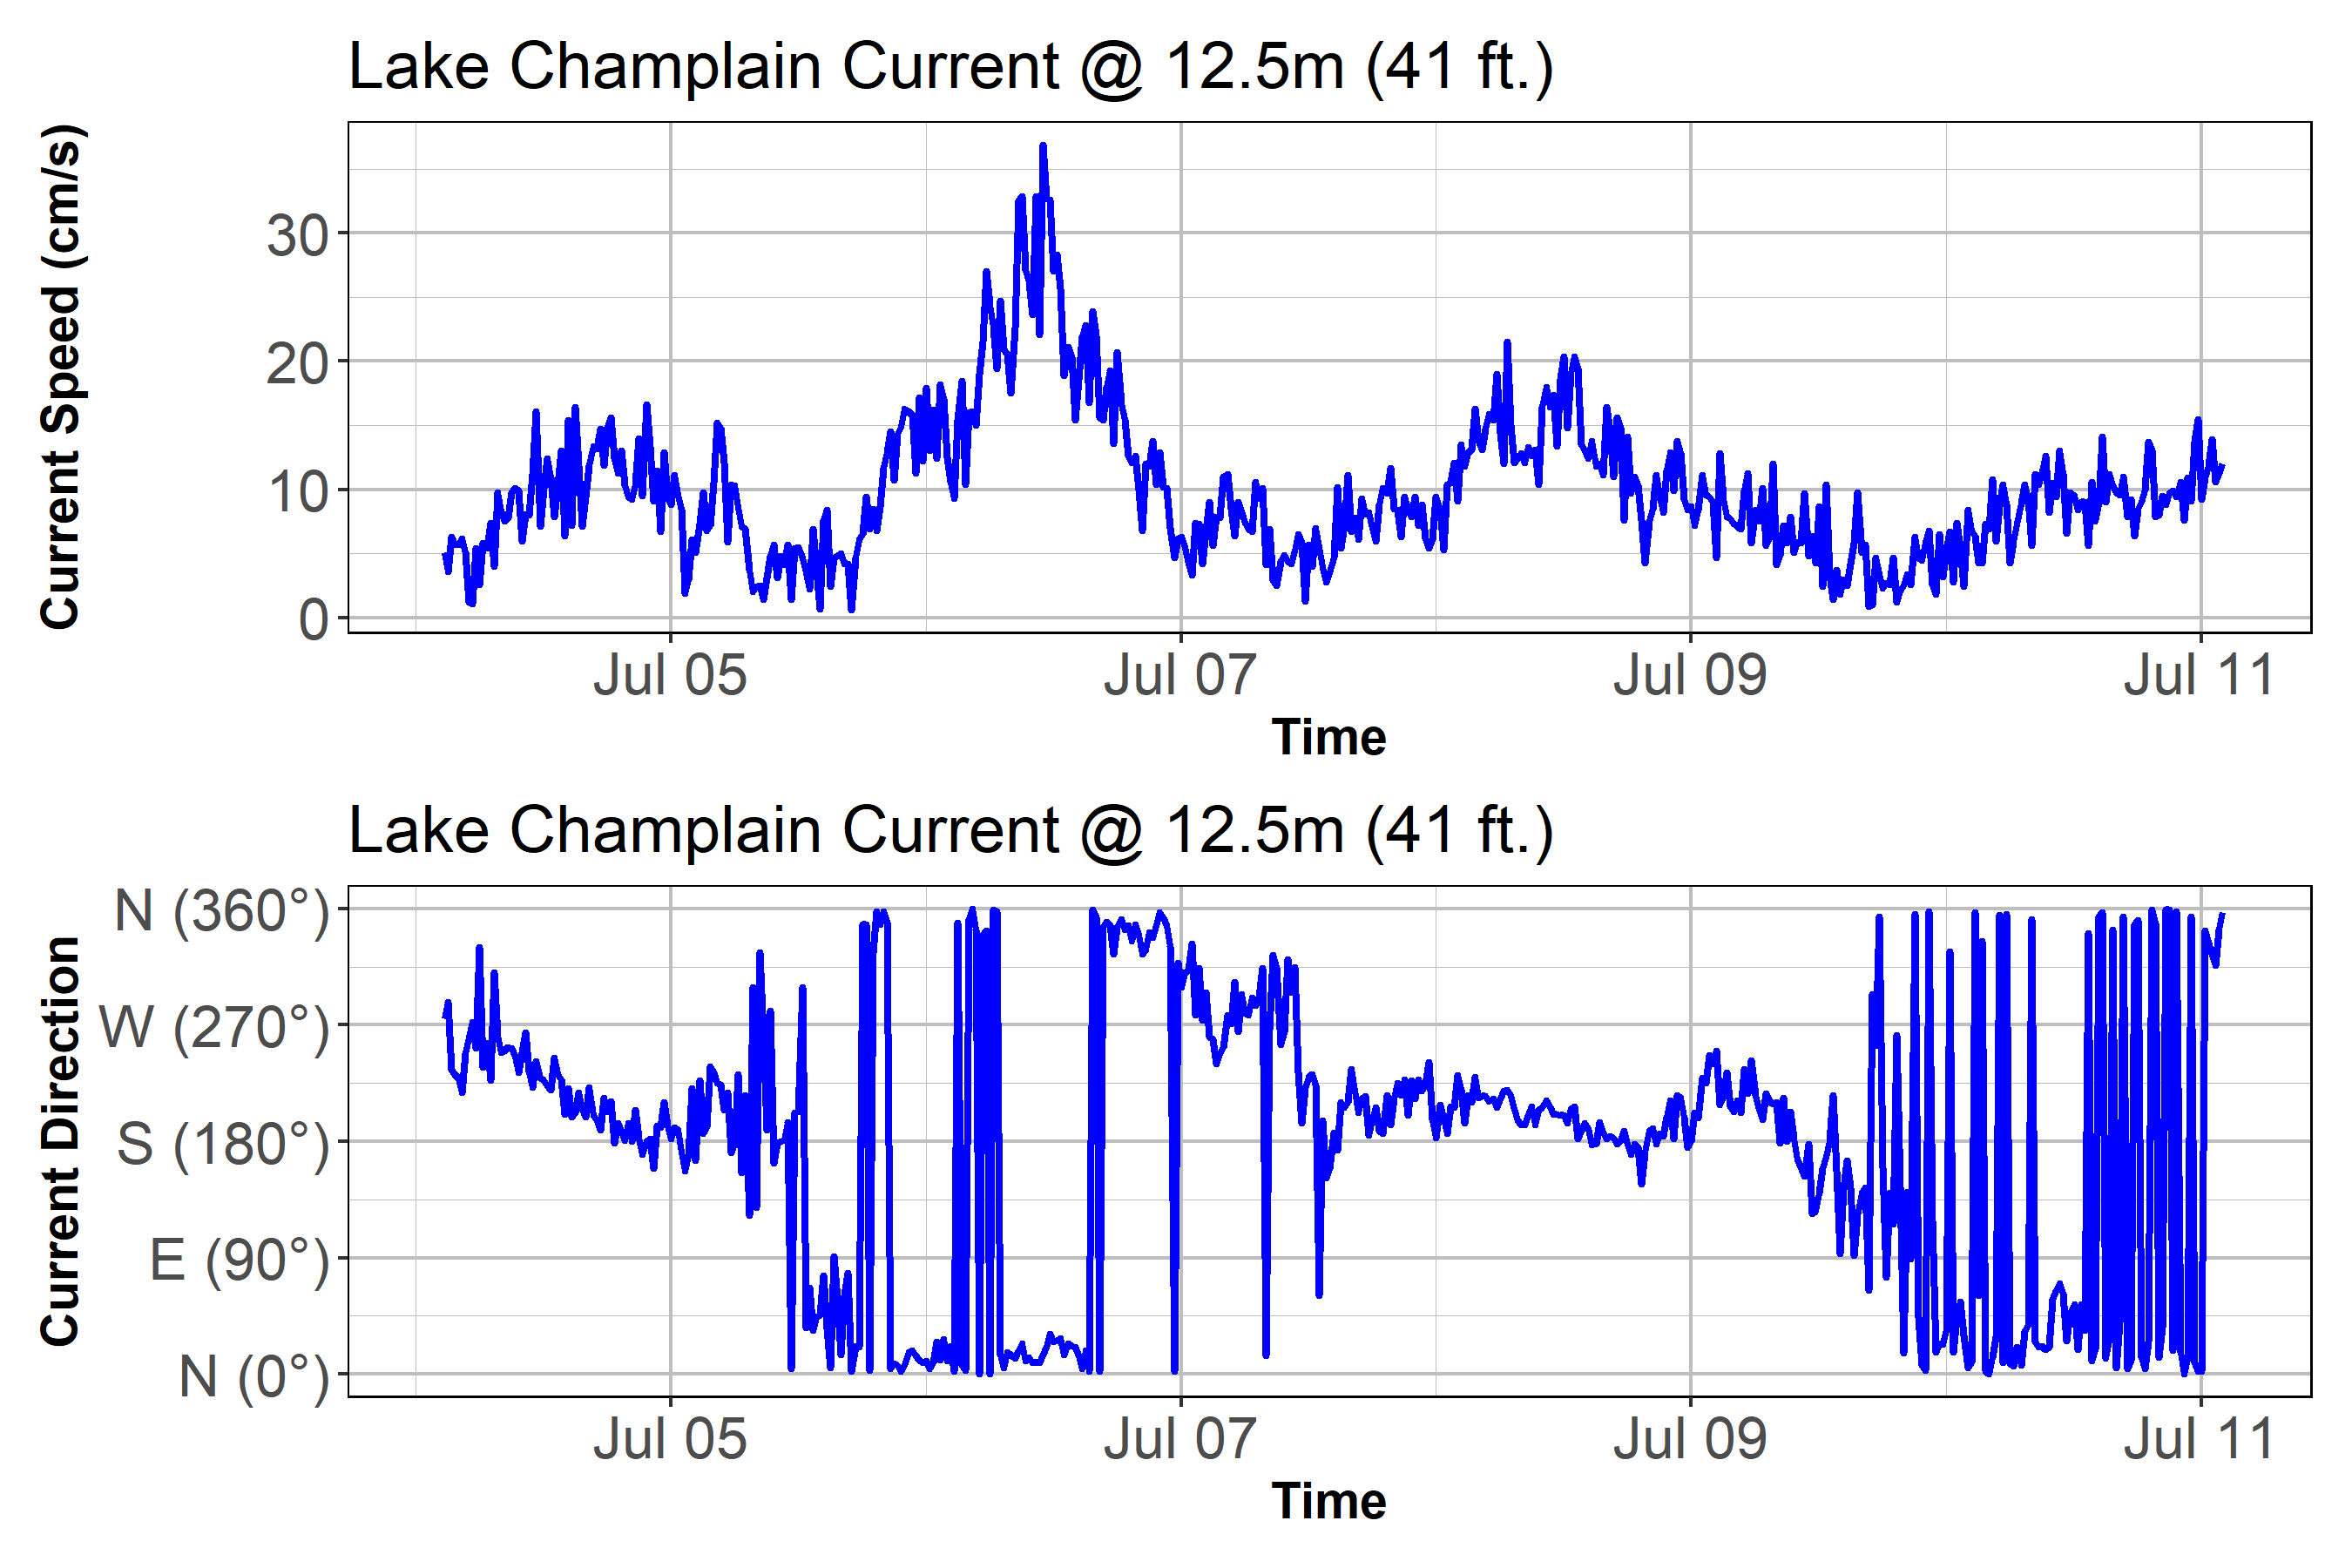 Lake Champlain Current @ 12.5m (41 ft.)
Current Speed (cm/s)
30
20
10
0
Jul 05 Jul 07 Jul 09 Jul 11
Time
Lake Champlain Current @ 12.5m (41 ft.)
Current Direction
N (360°)
W (270°)
S (180°)
E (90°)
N (0°)
Jul 05 Jul 07 Jul 09 Jul 11
Time